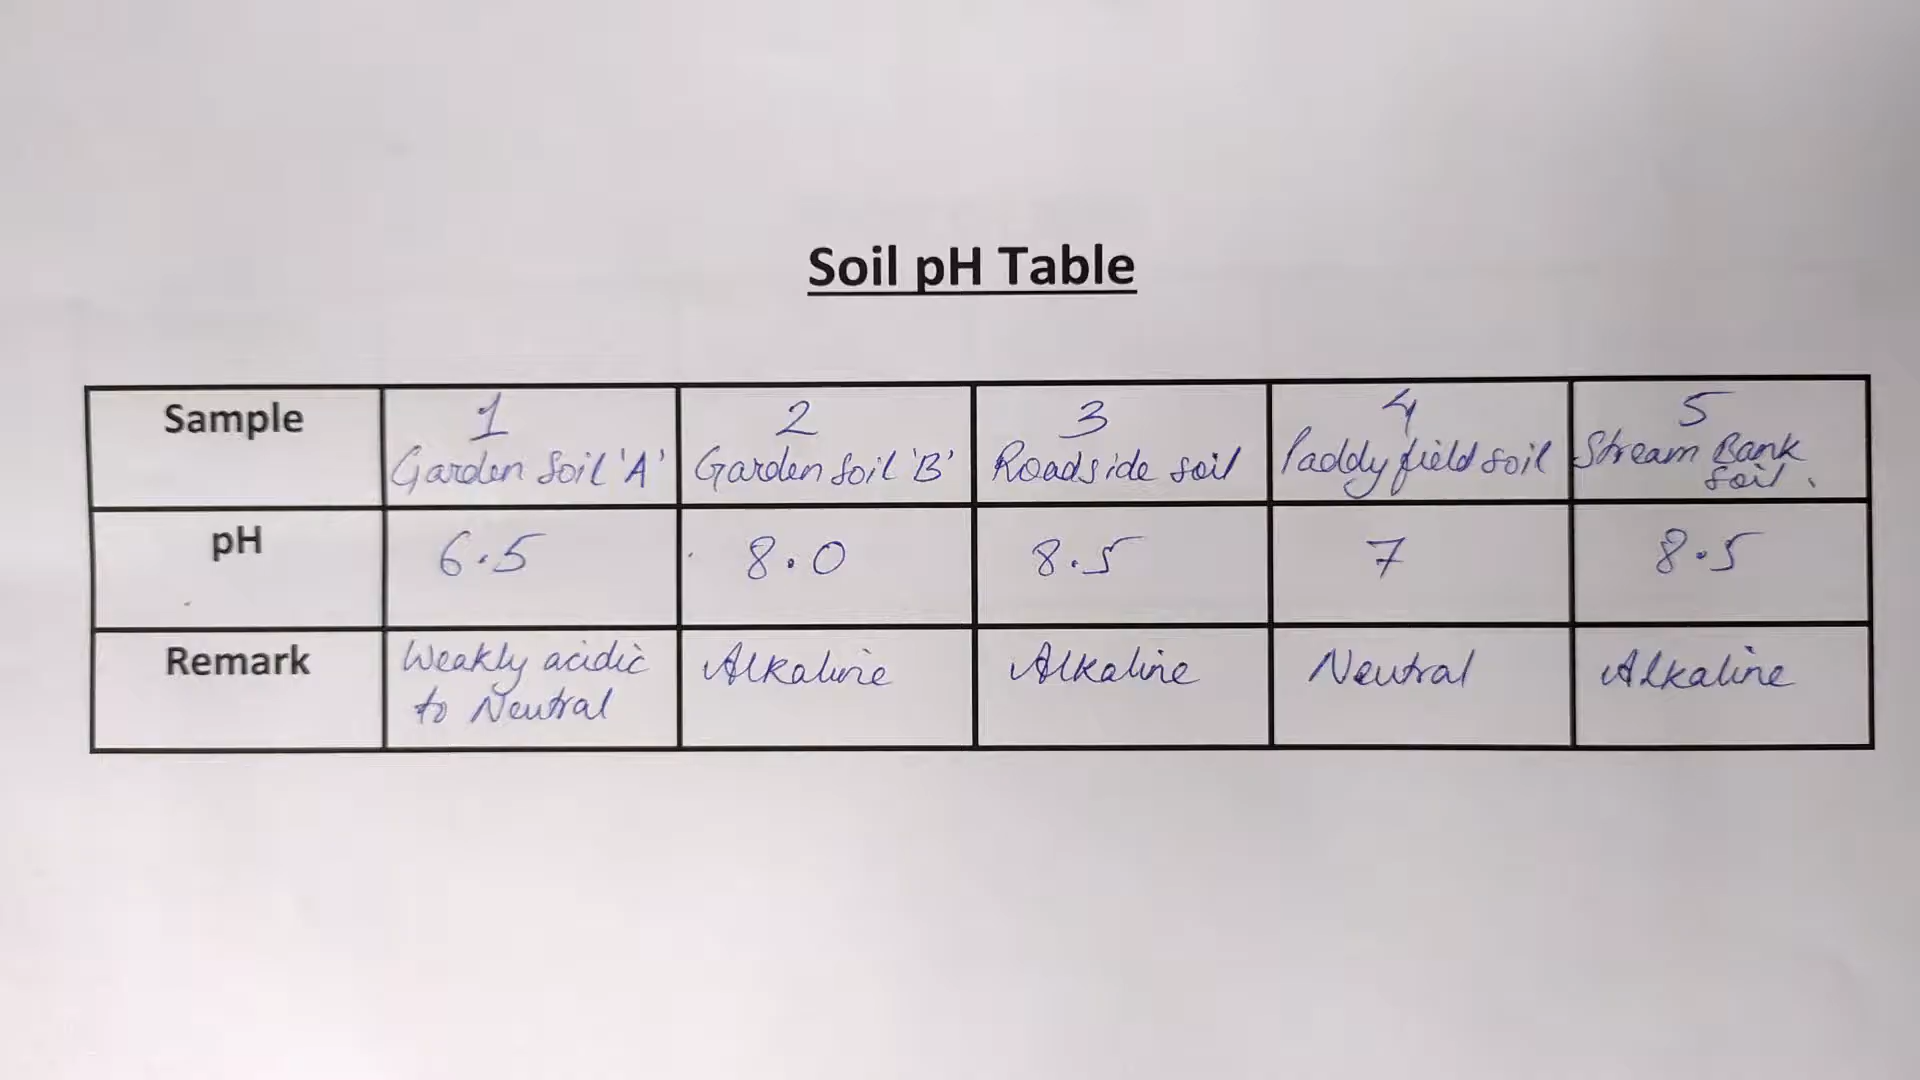 Soil pH Table
Sample
1
Garden Soil 'A'
2
Garden Soil 'B'
3
Roadside soil
4
Paddy field soil
5
Stream Bank
Soil.
pH
6.5
8.0
8.5
7
8.5
Remark
Weakly acidic
to Neutral
Alkaline
Alkaline
Neutral
Alkaline